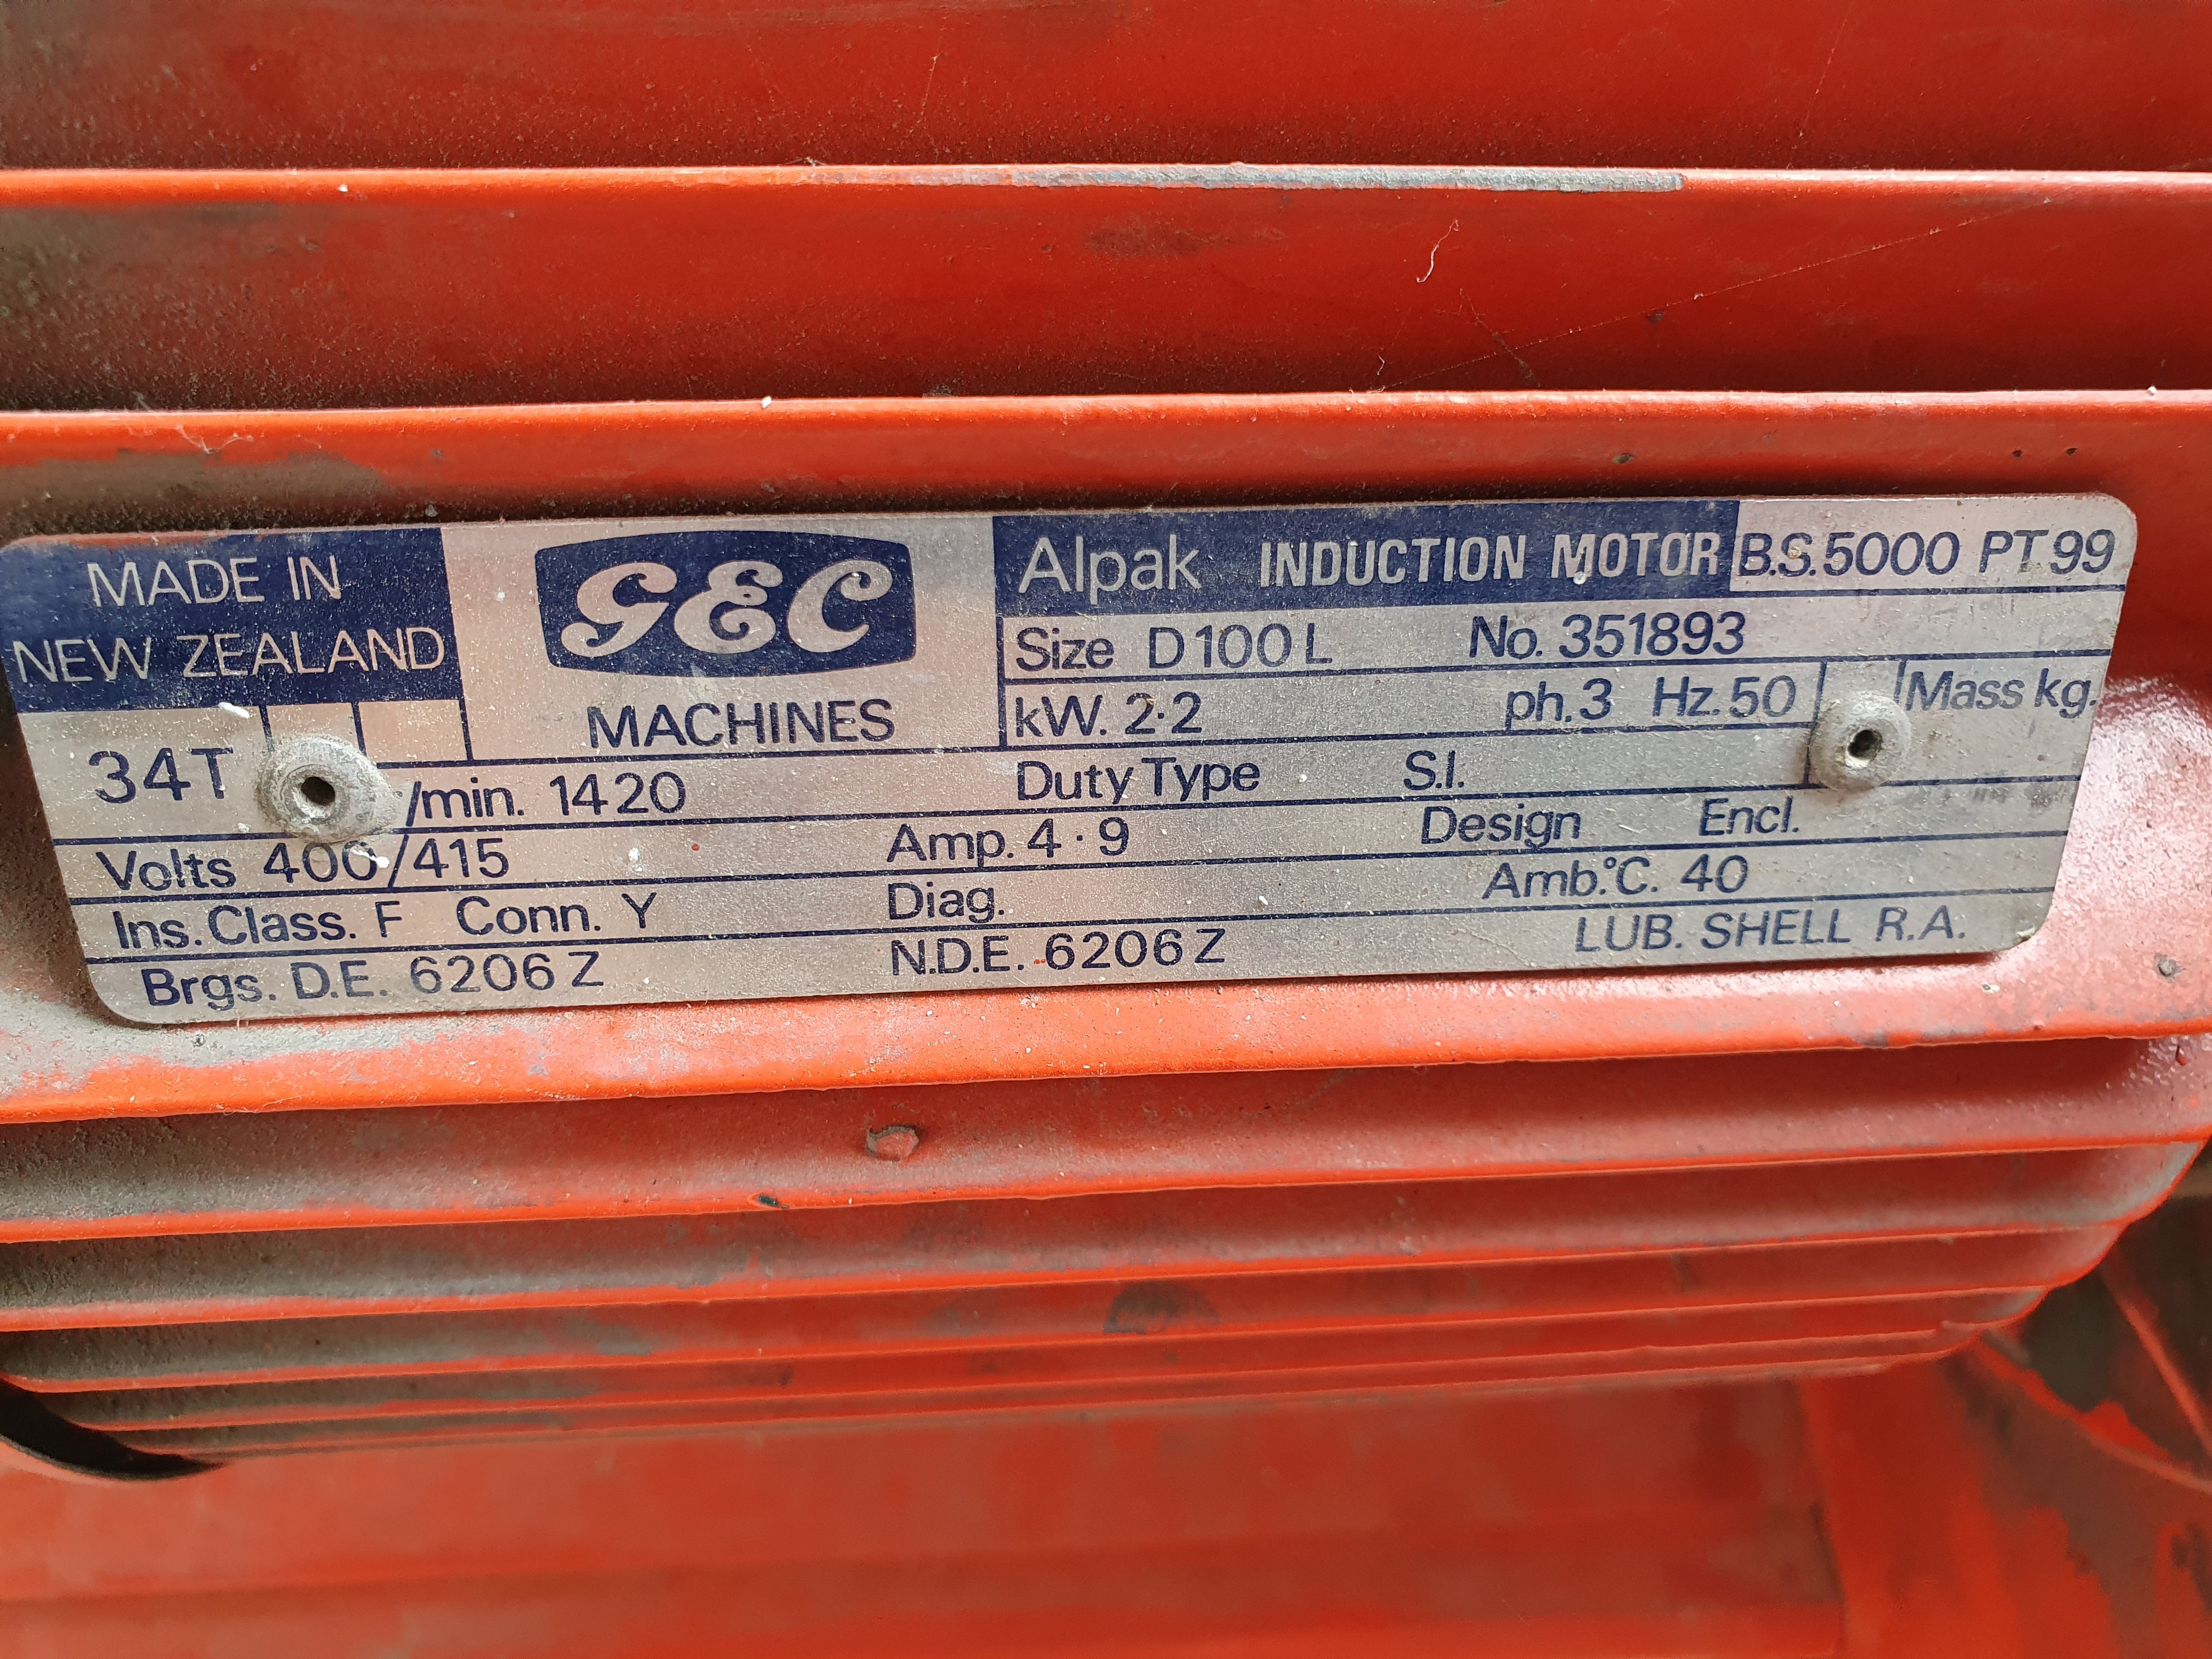 MADE IN
NEW ZEALAND
34T
GEC
MACHINES
Alpak INDUCTION MOTOR B.S. 5000 PT 99
Size D100L No. 351893
kW. 2·2 ph. 3 Hz. 50 Mass kg.
/min. 1420 Duty Type S.I.
Volts 400/415 Amp. 4·9 Design Encl.
Ins. Class. F Conn. Y Diag. Amb.°C. 40
Brgs. D.E. 6206 Z N.D.E. 6206 Z LUB. SHELL R.A.